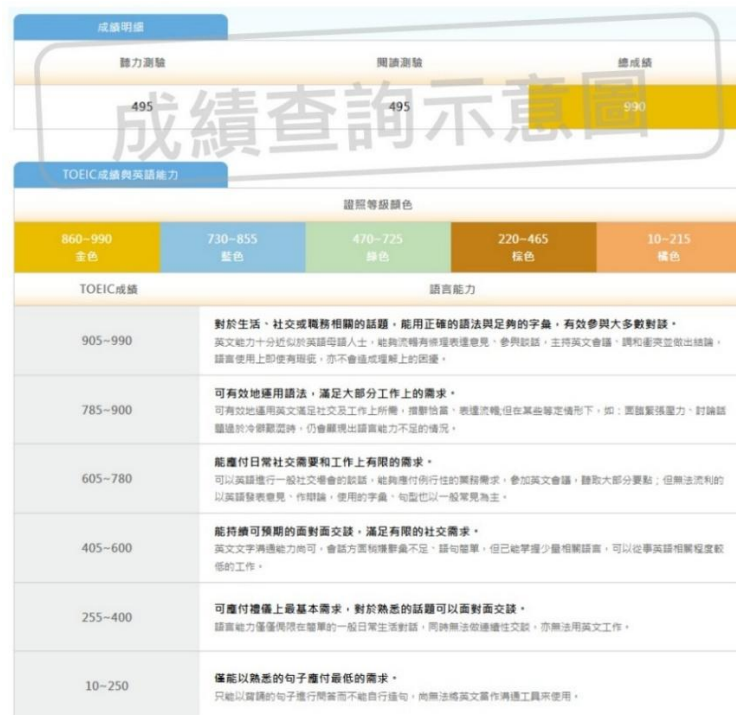 成績明細
聽力測驗 閱讀測驗 總成績
495 495 990
成績查詢示意圖
TOEIC成績與英語能力
證照等級顏色
860~990 730~855 470~725 220~465 10~215
金色 藍色 綠色 棕色 橘色
TOEIC成績 語言能力
905~990
對於生活、社交或職務相關的話題，能用正確的語法與足夠的字彙，有效參與大多數對談。
英文能力十分近似於英語母語人士，能夠流暢有條理表達意見、參與談話，主持英文會議、調和衝突並做出結論，
語言使用上即使有瑕疵，亦不會造成理解上的困擾。
785~900
可有效地運用語法，滿足大部分工作上的需求。
可有效地運用英文滿足社交及工作上所需，措辭恰當、表達流暢;但在某些特定情形下，如：面臨緊張壓力、討論話
題過於冷僻艱澀時，仍會顯現出語言能力不足的情況。
605~780
能應付日常社交需要和工作上有限的需求。
可以英語進行一般社交場合的談話，能夠應付例行性的業務需求，參加英文會議，聽取大部分要點；但無法流利的
以英語發表意見、作辯論，使用的字彙、句型也以一般常見為主。
405~600
能持續可預期的面對面交談，滿足有限的社交需求。
英文文字溝通能力尚可，會話方面稍嫌辭彙不足、語句簡單，但已能掌握少量相關語言，可以從事英語相關程度較
低的工作。
255~400
可應付禮儀上最基本需求，對於熟悉的話題可以面對面交談。
語言能力僅僅侷限在簡單的一般日常生活對話，同時無法做連續性交談，亦無法用英文工作。
10~250
僅能以熟悉的句子應付最低的需求。
只能以背誦的句子進行問答而不能自行造句，尚無法將英文當作溝通工具來使用。